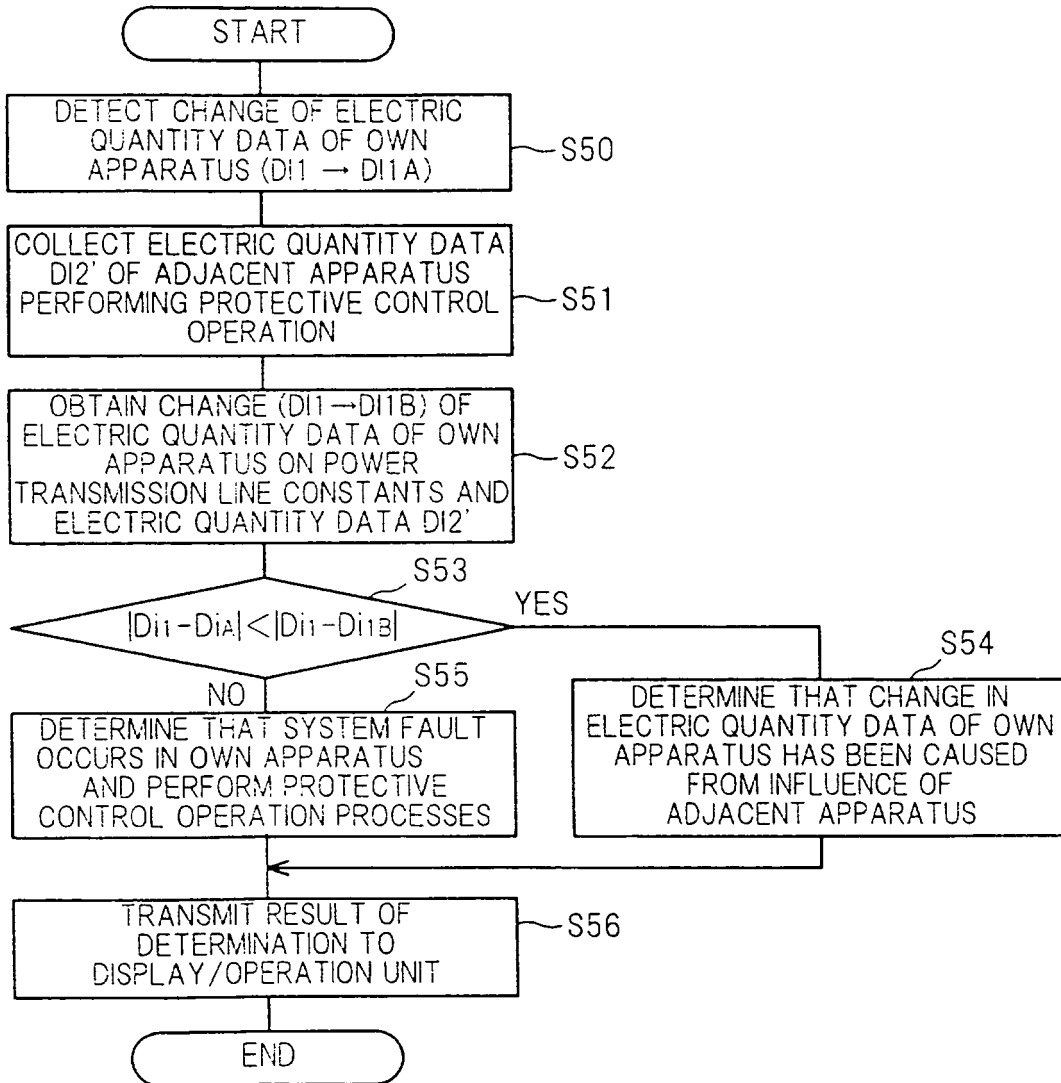 START
DETECT CHANGE OF ELECTRIC
QUANTITY DATA OF OWN
APPARATUS (DI1 → DI1A)
S50
COLLECT ELECTRIC QUANTITY DATA
DI2' OF ADJACENT APPARATUS
PERFORMING PROTECTIVE CONTROL
OPERATION
S51
OBTAIN CHANGE (DI1→DI1B) OF
ELECTRIC QUANTITY DATA OF OWN
APPARATUS ON POWER
TRANSMISSION LINE CONSTANTS AND
ELECTRIC QUANTITY DATA DI2'
S52
S53
|Di1-DiA|<|Di1-Di1B|
YES
NO
S54
DETERMINE THAT CHANGE IN
ELECTRIC QUANTITY DATA OF OWN
APPARATUS HAS BEEN CAUSED
FROM INFLUENCE OF
ADJACENT APPARATUS
S55
DETERMINE THAT SYSTEM FAULT
OCCURS IN OWN APPARATUS
AND PERFORM PROTECTIVE
CONTROL OPERATION PROCESSES
TRANSMIT RESULT OF
DETERMINATION TO
DISPLAY/OPERATION UNIT
S56
END